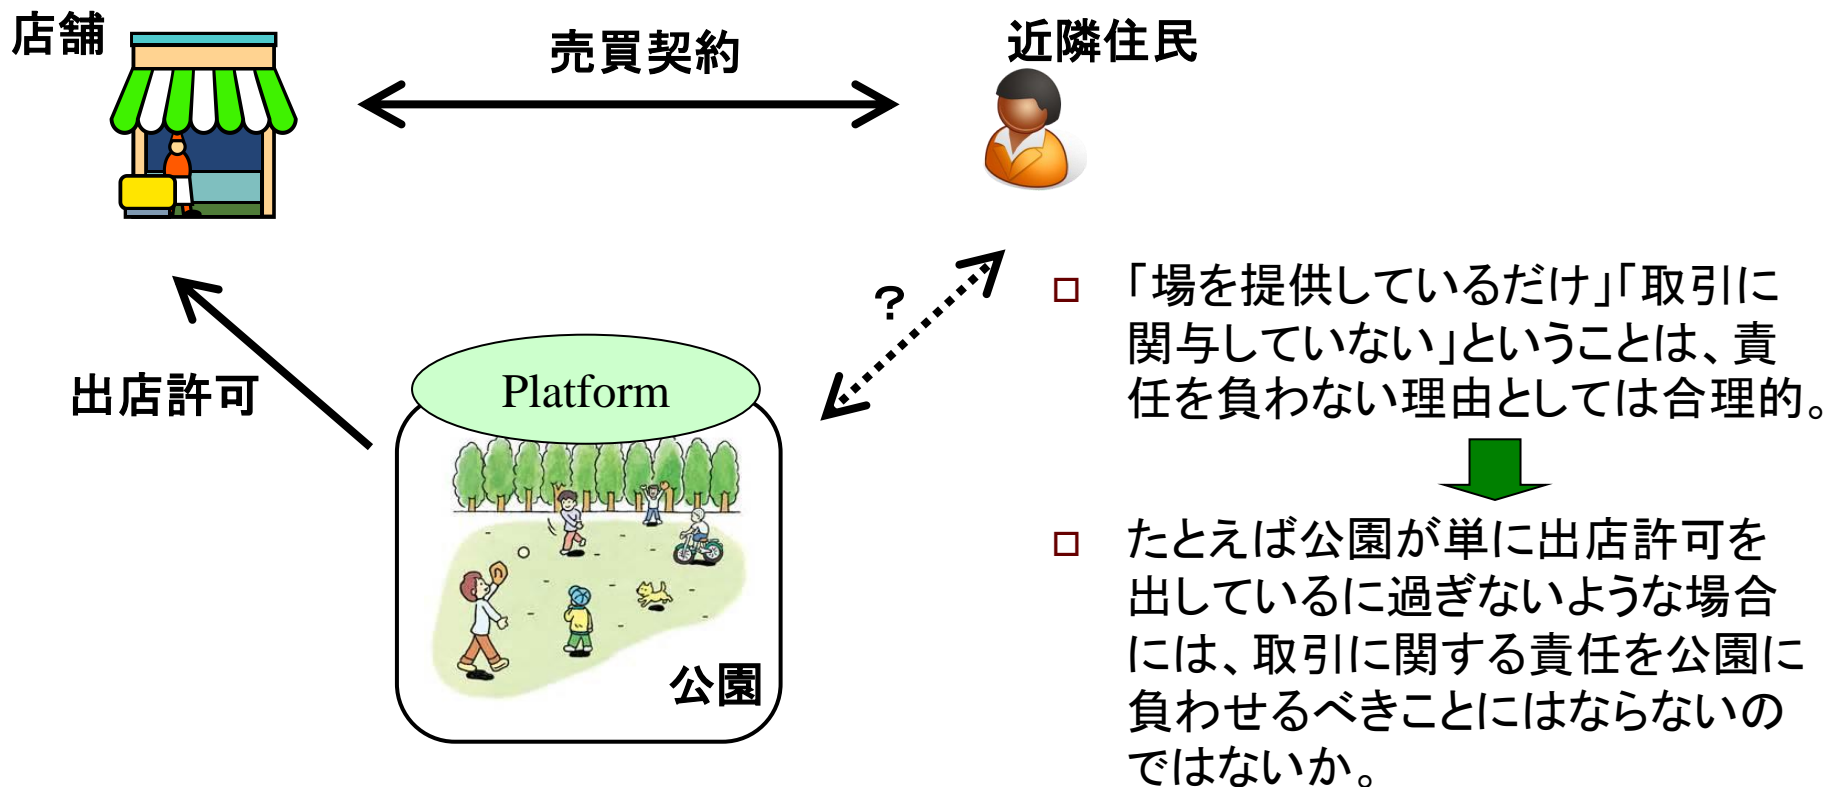 店舗
売買契約
近隣住民
?
出店許可
Platform
公園
「場を提供しているだけ」「取引に
関与していない」ということは、責
任を負わない理由としては合理的。
たとえば公園が単に出店許可を
出しているに過ぎないような場合
には、取引に関する責任を公園に
負わせるべきことにはならないの
ではないか。